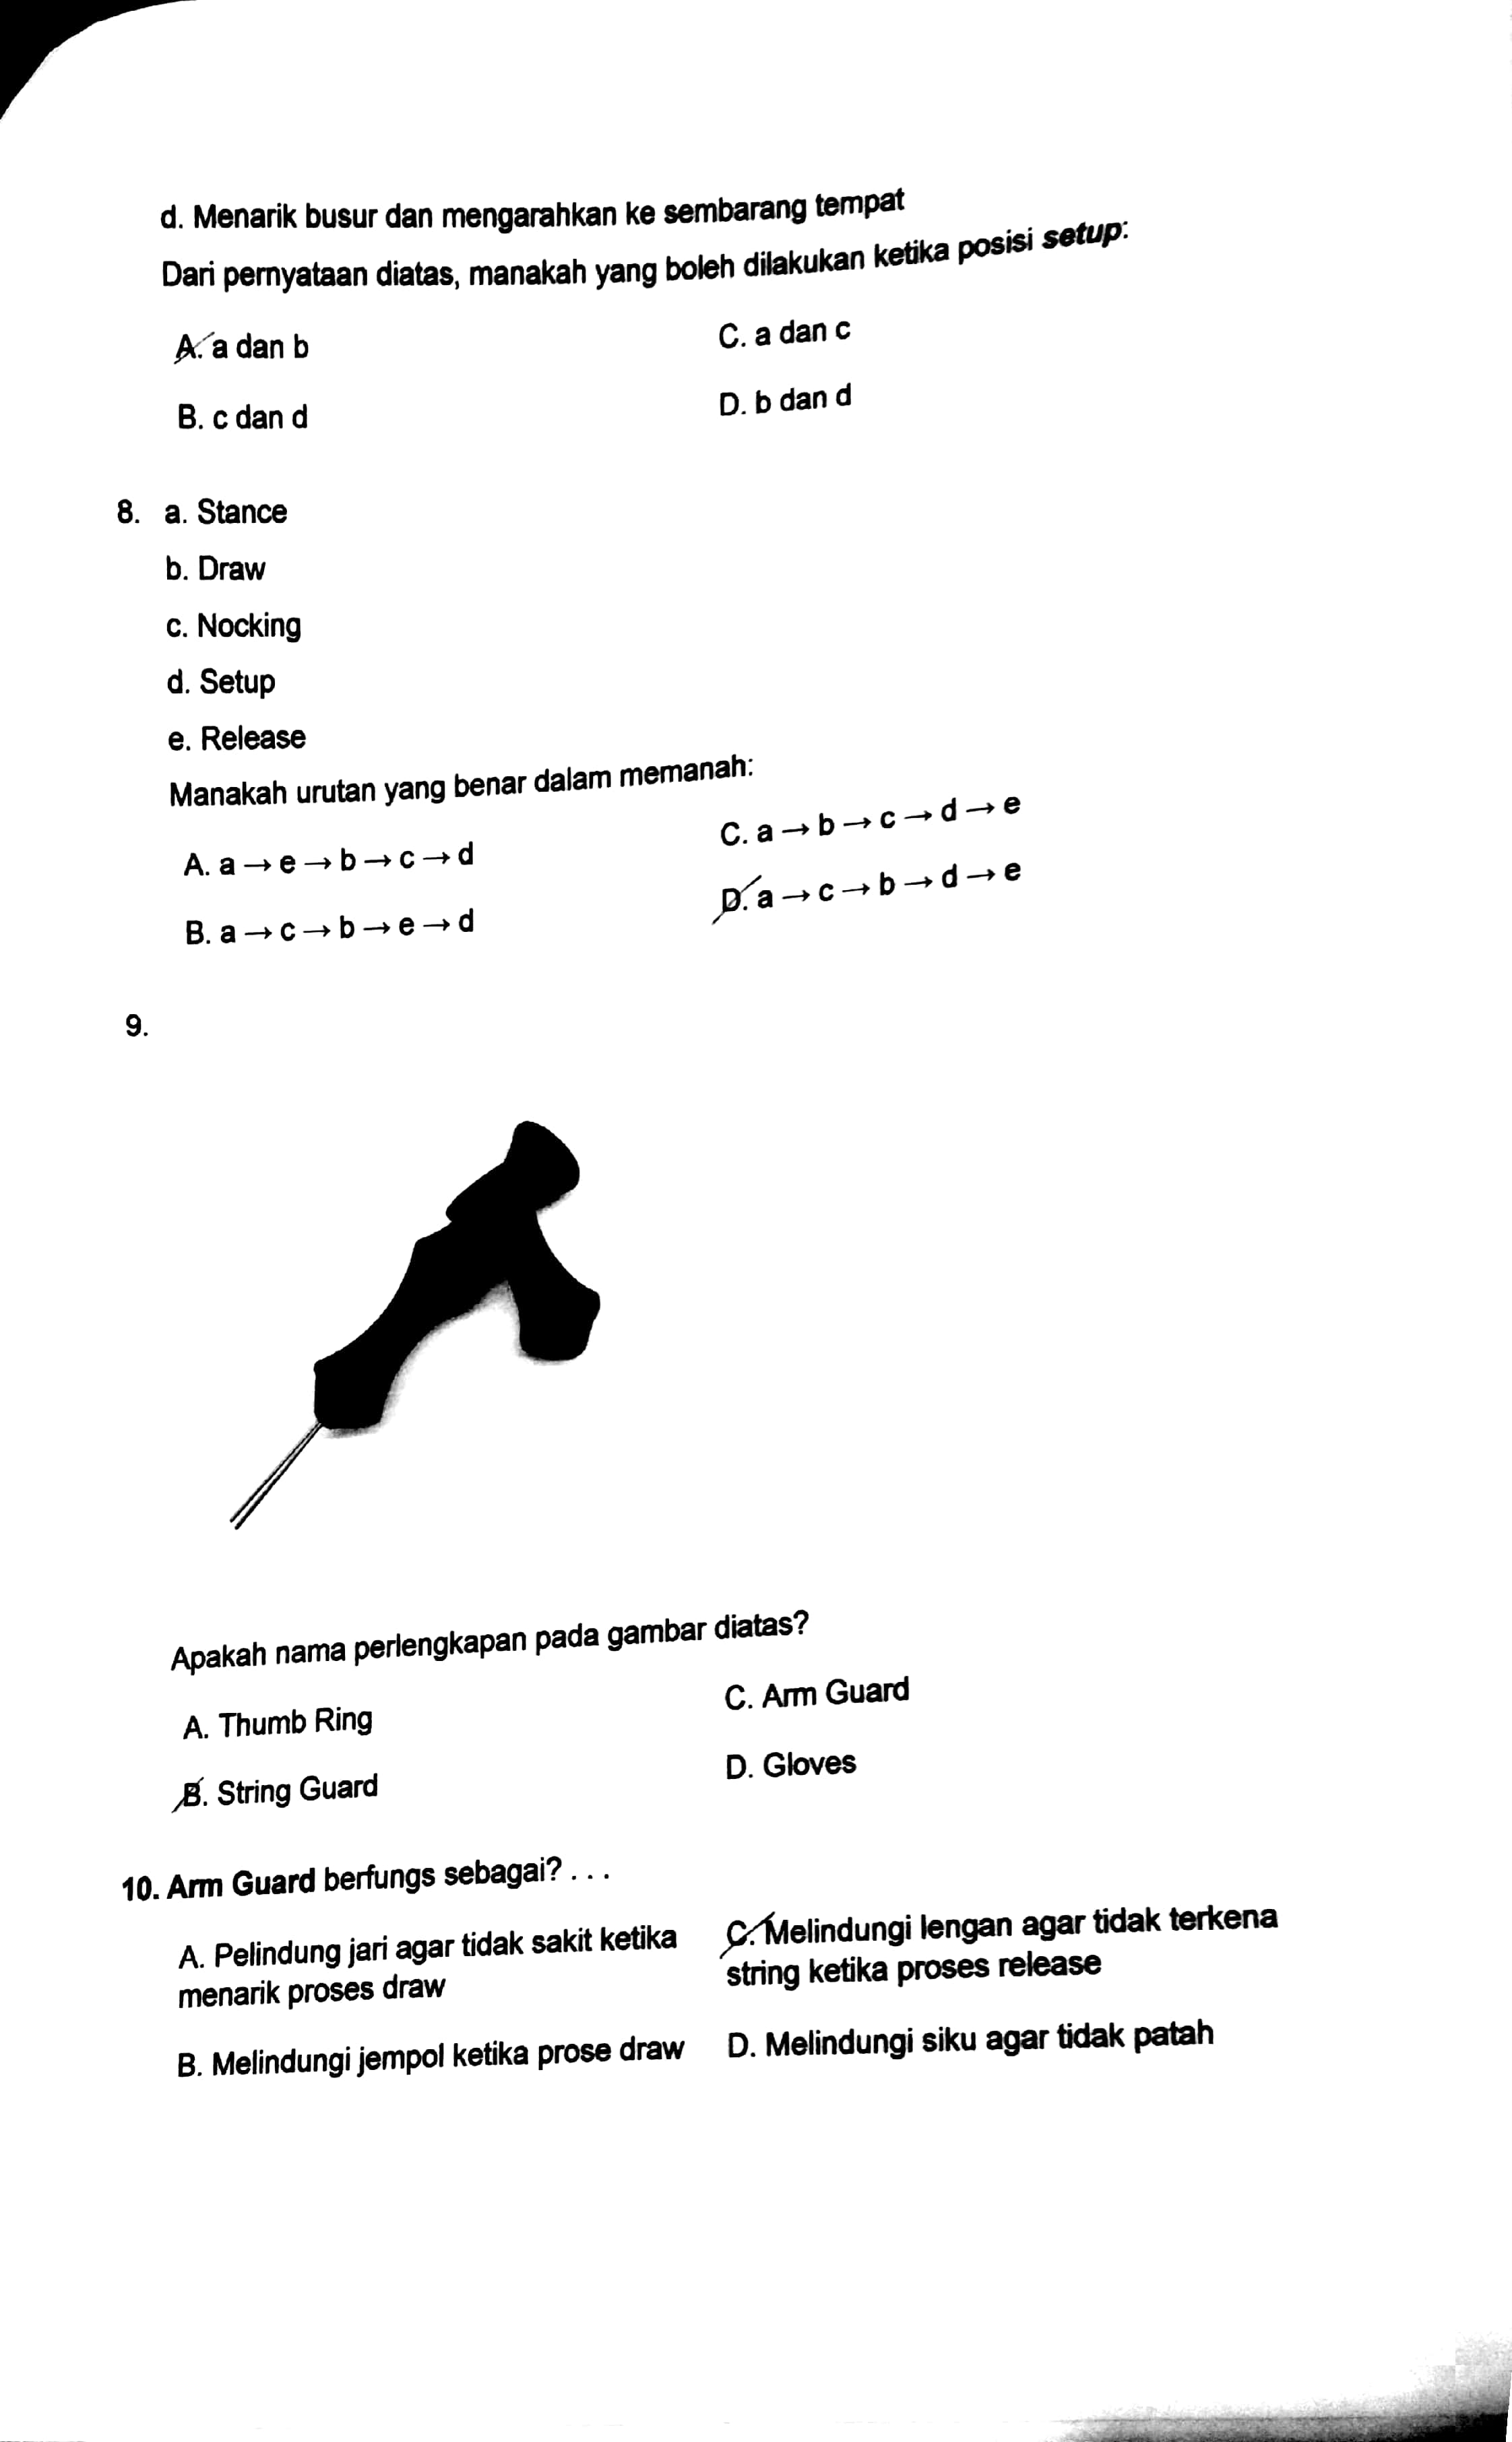 d. Menarik busur dan mengarahkan ke sembarang tempat
Dari pernyataan diatas, manakah yang boleh dilakukan ketika posisi setup:
A. a dan b
C. a dan c
B. c dan d
D. b dan d
8. a. Stance
b. Draw
c. Nocking
d. Setup
e. Release
Manakah urutan yang benar dalam memanah:
A. a → e → b → c → d
C. a → b → c → d → e
B. a → c → b → e → d
D. a → c → b → d → e
9.
Apakah nama perlengkapan pada gambar diatas?
A. Thumb Ring
C. Arm Guard
B. String Guard
D. Gloves
10. Arm Guard berfungs sebagai? . . .
A. Pelindung jari agar tidak sakit ketika
menarik proses draw
C. Melindungi lengan agar tidak terkena
string ketika proses release
B. Melindungi jempol ketika prose draw
D. Melindungi siku agar tidak patah